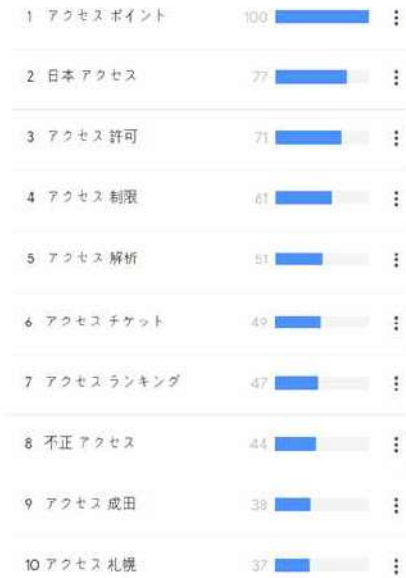 1 アクセス ポイント 100
2 日本 アクセス 77
3 アクセス 許可 71
4 アクセス 制限 61
5 アクセス 解析 51
6 アクセス チケット 49
7 アクセス ランキング 47
8 不正 アクセス 44
9 アクセス 成田 38
10 アクセス 札幌 37